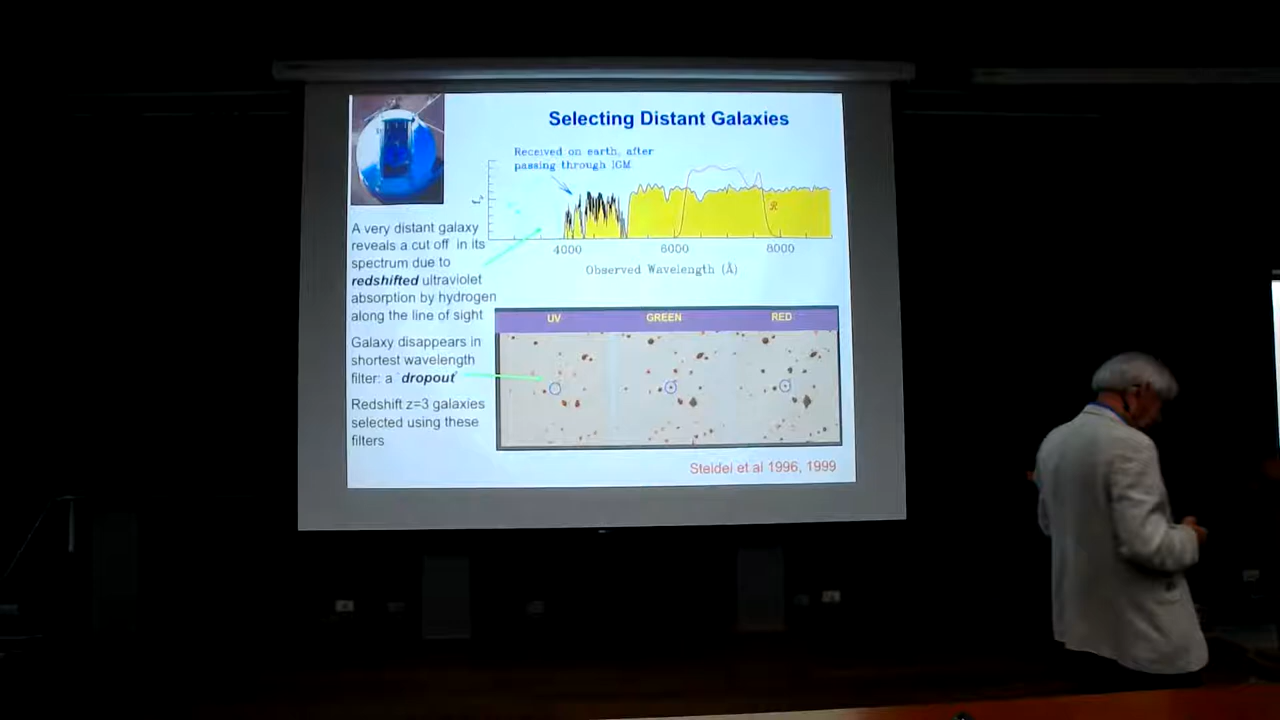 Selecting Distant Galaxies
Received on earth, after
passing through IGM
A very distant galaxy
reveals a cut off in its
spectrum due to
redshifted ultraviolet
absorption by hydrogen
along the line of sight
Galaxy disappears in
shortest wavelength
filter: a `dropout'
Redshift z=3 galaxies
selected using these
filters
R
4000 6000 8000
Observed Wavelength (Å)
UV GREEN RED
Steidel et al 1996, 1999